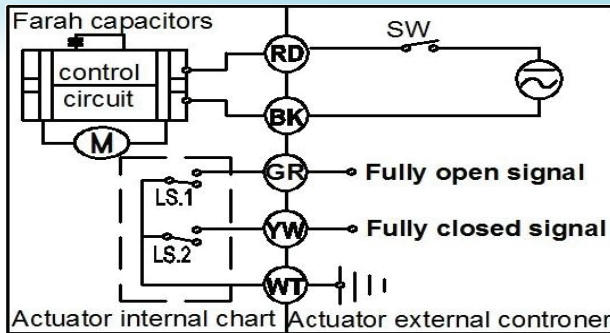 Farah capacitors
control
circuit
M
RD
SW
BK
GR
Fully open signal
LS.1
YW
Fully closed signal
LS.2
WT
Actuator internal chart
Actuator external controner